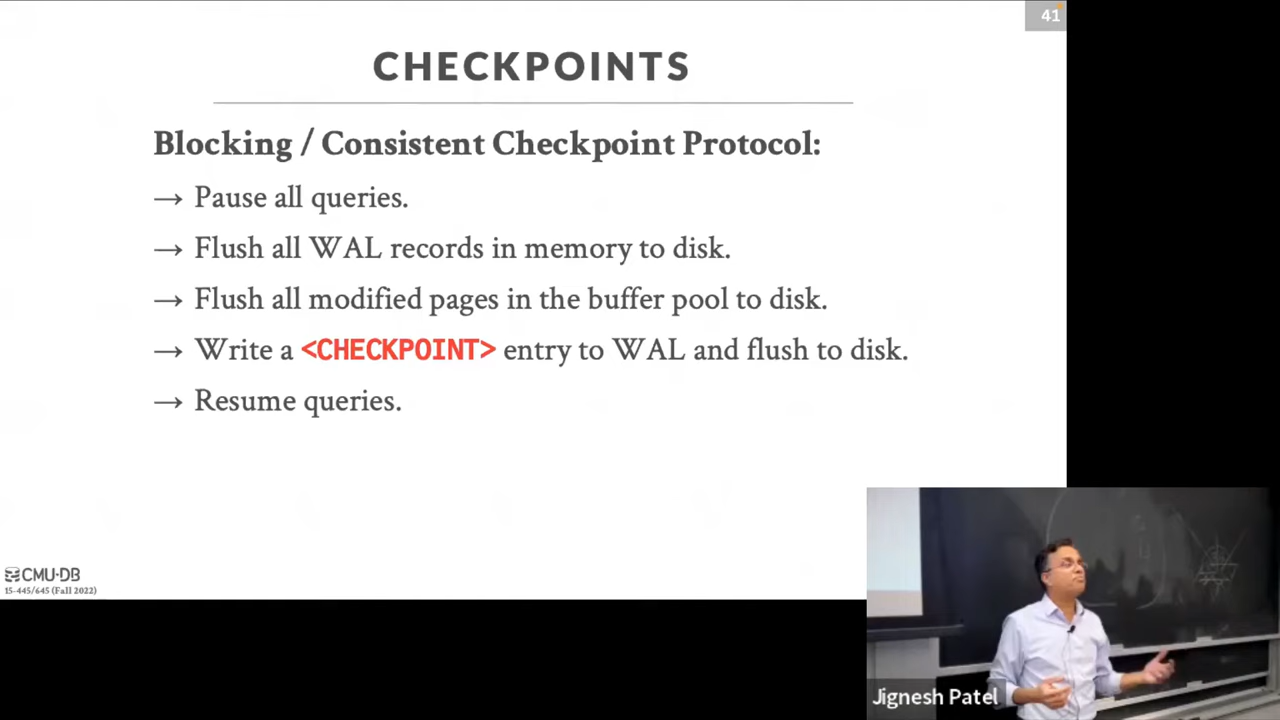 41
CHECKPOINTS
Blocking / Consistent Checkpoint Protocol:
→ Pause all queries.
→ Flush all WAL records in memory to disk.
→ Flush all modified pages in the buffer pool to disk.
→ Write a <CHECKPOINT> entry to WAL and flush to disk.
→ Resume queries.
CMU·DB
15-445/645 (Fall 2022)
Jignesh Patel